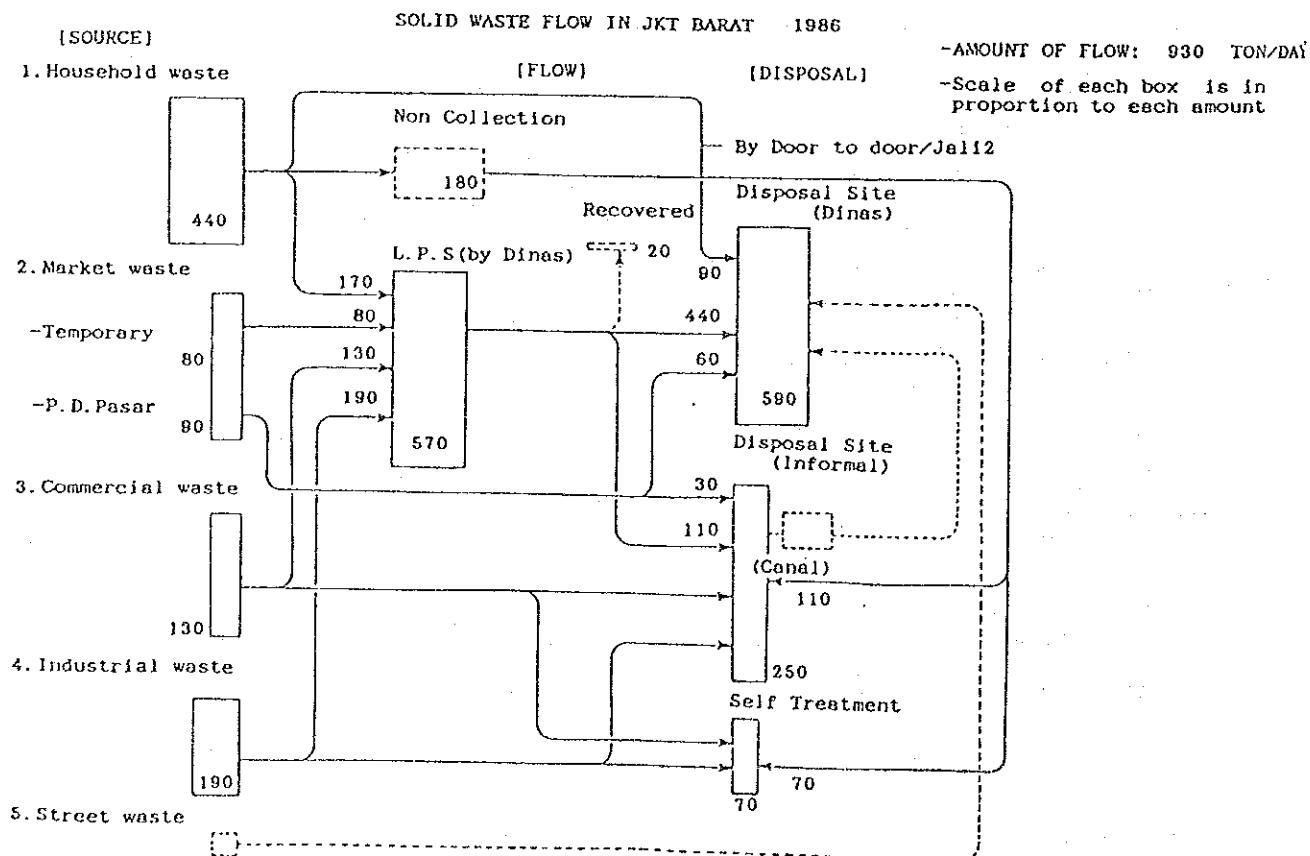 SOLID WASTE FLOW IN JKT BARAT 1986
[SOURCE]
-AMOUNT OF FLOW: 930 TON/DAY
-Scale of each box is in
proportion to each amount
[FLOW]
[DISPOSAL]
1.Household waste
440
Non Collection
180
By Door to door/Jali2
Recovered
20
Disposal Site
(Dinas)
2.Market waste
L.P.S(by Dinas)
170
80
130
190
570
90
440
60
590
-Temporary
80
-P.D.Pasar
90
Disposal Site
(Informal)
3.Commercial waste
130
30
110
(Canal)
110
250
4.Industrial waste
190
Self Treatment
70
70
5.Street waste